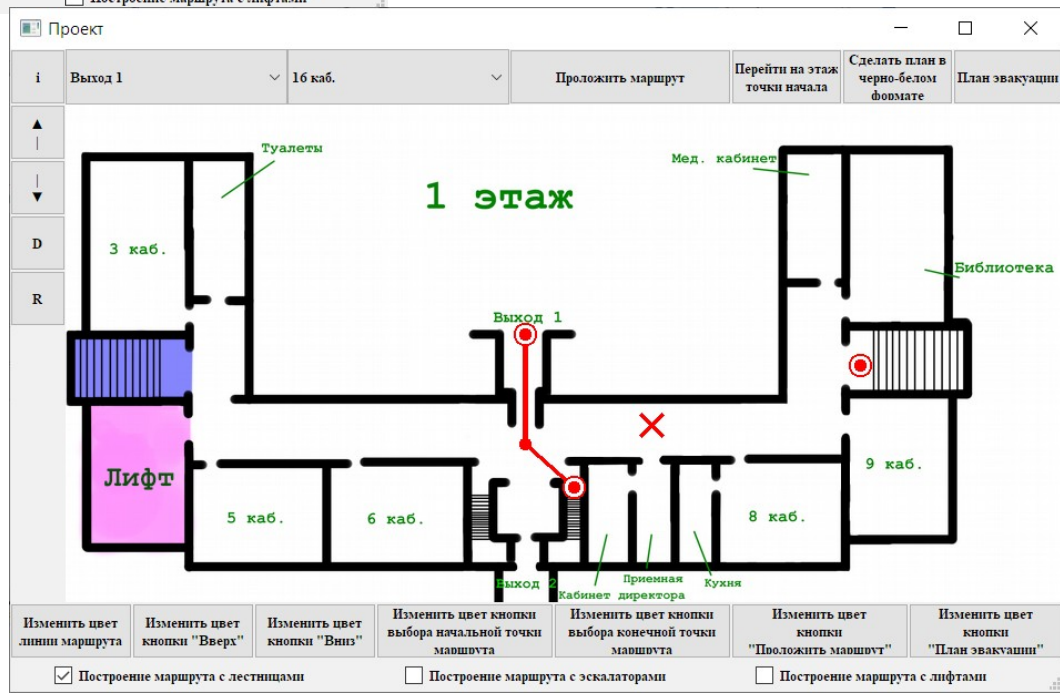 Построение маршрута с лифтами
Проект
i
Выход 1
16 каб.
Проложить маршрут
Перейти на этаж
точки начала
Сделать план в
черно-белом
формате
План эвакуации
D
R
Туалеты
Мед. кабинет
1 этаж
3 каб.
Библиотека
Выход 1
Лифт
9 каб.
5 каб.
6 каб.
8 каб.
Выход 2
Приемная
Кухня
Кабинет директора
Изменить цвет
линии маршрута
Изменить цвет
кнопки "Вверх"
Изменить цвет
кнопки "Вниз"
Изменить цвет кнопки
выбора начальной точки
маршрута
Изменить цвет кнопки
выбора конечной точки
маршрута
Изменить цвет
кнопки
"Проложить маршрут"
Изменить цвет
кнопки
"План эвакуации"
Построение маршрута с лестницами
Построение маршрута с эскалаторами
Построение маршрута с лифтами